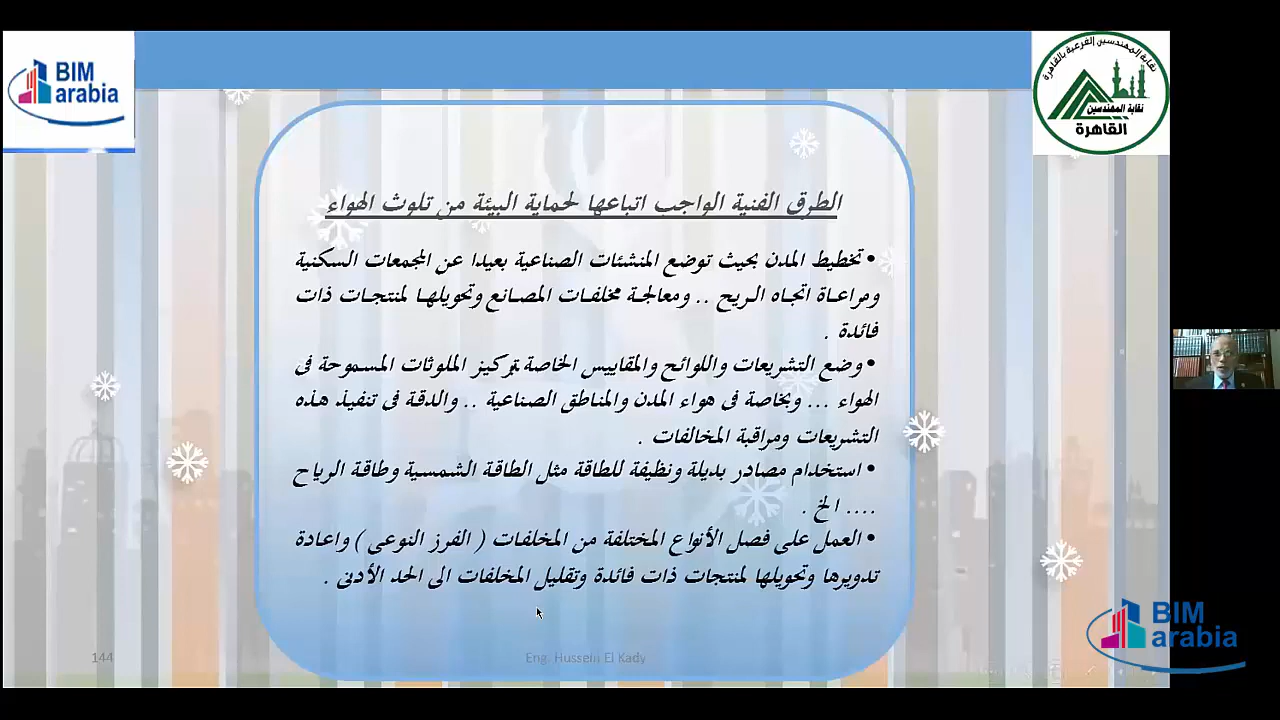 BIM
arabia
نقابة المهندسين الفرعية بالقاهرة
نقابة المهندسين
القاهرة
الطرق الفنية الواجب اتباعها لحماية البيئة من تلوث الهواء
• تخطيط المدن بحيث توضع المنشئات الصناعية بعيدا عن المجمعات السكنية
ومراعاة اتجاه الريح .. ومعالجة مخلفات المصانع وتحويلها لمنتجات ذات
فائدة .
• وضع التشريعات واللوائح والمقاييس الخاصة بتركيز الملوثات المسموحة فى
الهواء ... وبخاصة فى هواء المدن والمناطق الصناعية .. والدقة فى تنفيذ هذه
التشريعات ومراقبة المخالفات .
• استخدام مصادر بديلة ونظيفة للطاقة مثل الطاقة الشمسية وطاقة الرياح
.... الخ .
• العمل على فصل الأنواع المختلفة من المخلفات ( الفرز النوعى ) واعادة
تدويرها وتحويلها لمنتجات ذات فائدة وتقليل المخلفات الى الحد الأدنى .
144
Eng. Hussein El Kady
BIM
arabia